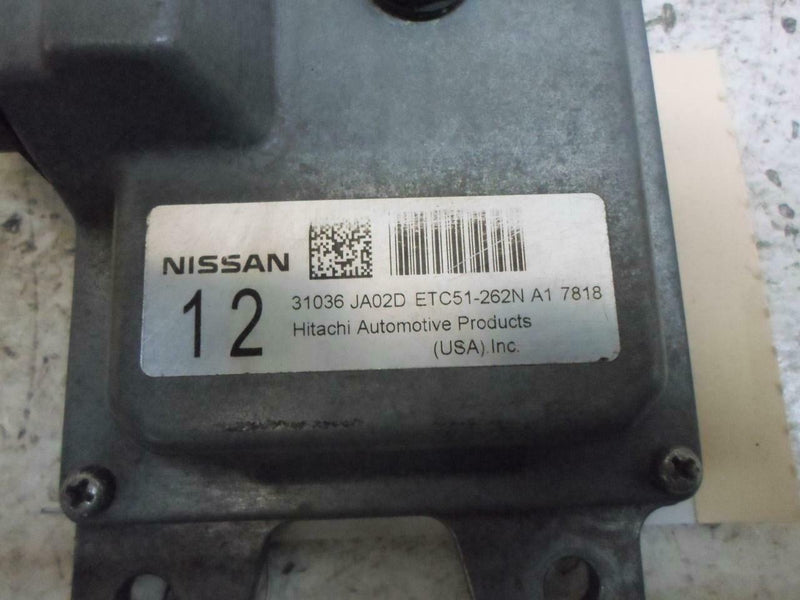 NISSAN
12
31036 JA02D ETC51-262N A1 7818
Hitachi Automotive Products
(USA).Inc.